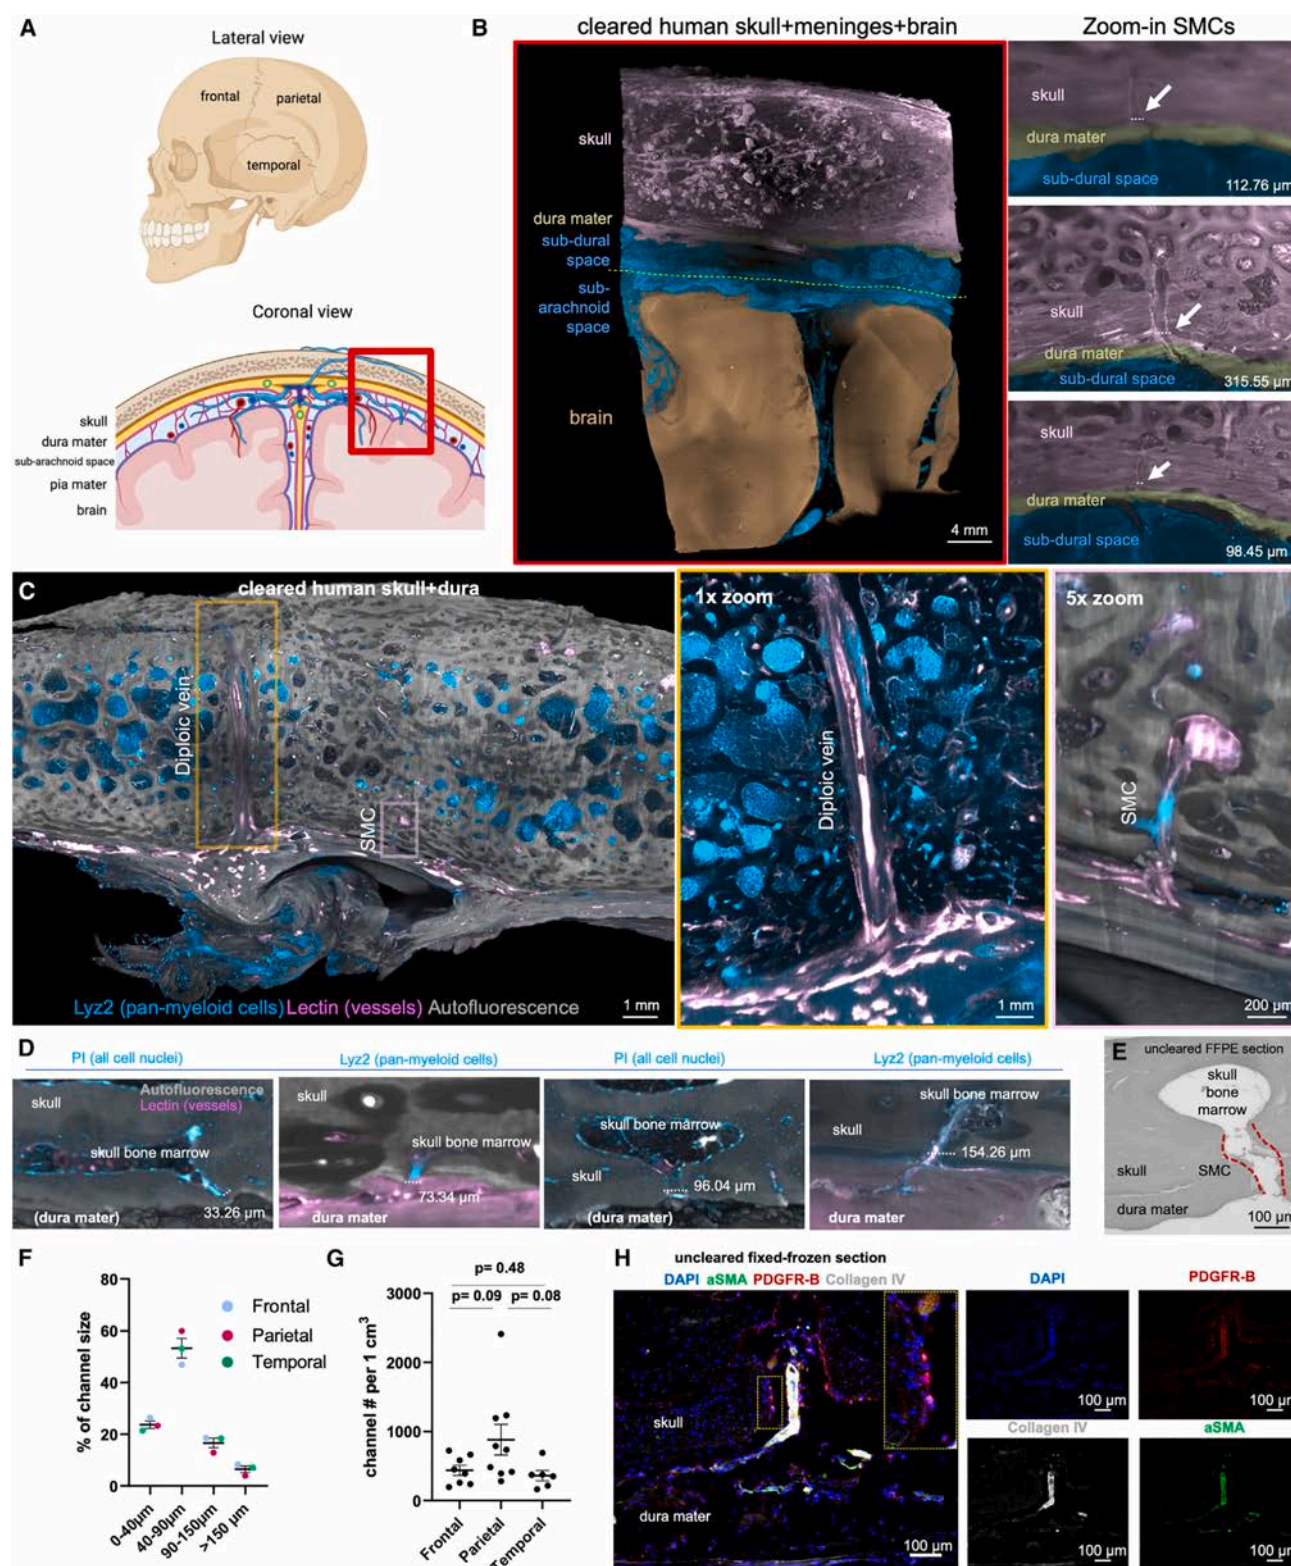 A
Lateral view
frontal
parietal
temporal
Coronal view
skull
dura mater
sub-arachnoid space
pia mater
brain
B
cleared human skull+meninges+brain
skull
dura mater
sub-dural
space
sub-
arachnoid
space
brain
4 mm
Zoom-in SMCs
skull
dura mater
sub-dural space
112.76 µm
skull
dura mater
sub-dural space
315.55 µm
skull
dura mater
sub-dural space
98.45 µm
C
cleared human skull+dura
Diploic vein
SMC
Lyz2 (pan-myeloid cells) Lectin (vessels) Autofluorescence
1 mm
1x zoom
Diploic vein
1 mm
5x zoom
SMC
200 µm
D
PI (all cell nuclei)
Autofluorescence
Lectin (vessels)
skull
skull bone marrow
33.26 µm
(dura mater)
Lyz2 (pan-myeloid cells)
skull
skull bone marrow
73.34 µm
dura mater
PI (all cell nuclei)
skull bone marrow
skull
96.04 µm
(dura mater)
Lyz2 (pan-myeloid cells)
skull bone marrow
skull
154.26 µm
dura mater
E
uncleared FFPE section
skull
bone
marrow
skull
SMC
dura mater
100 µm
F
% of channel size
80
60
40
20
0
Frontal
Parietal
Temporal
0-40µm
40-90µm
90-150µm
>150 µm
G
channel # per 1 cm³
p= 0.48
p= 0.09
p= 0.08
3000
2000
1000
0
Frontal
Parietal
Temporal
H
uncleared fixed-frozen section
DAPI aSMA PDGFR-B Collagen IV
skull
dura mater
100 µm
DAPI
100 µm
PDGFR-B
100 µm
Collagen IV
100 µm
aSMA
100 µm